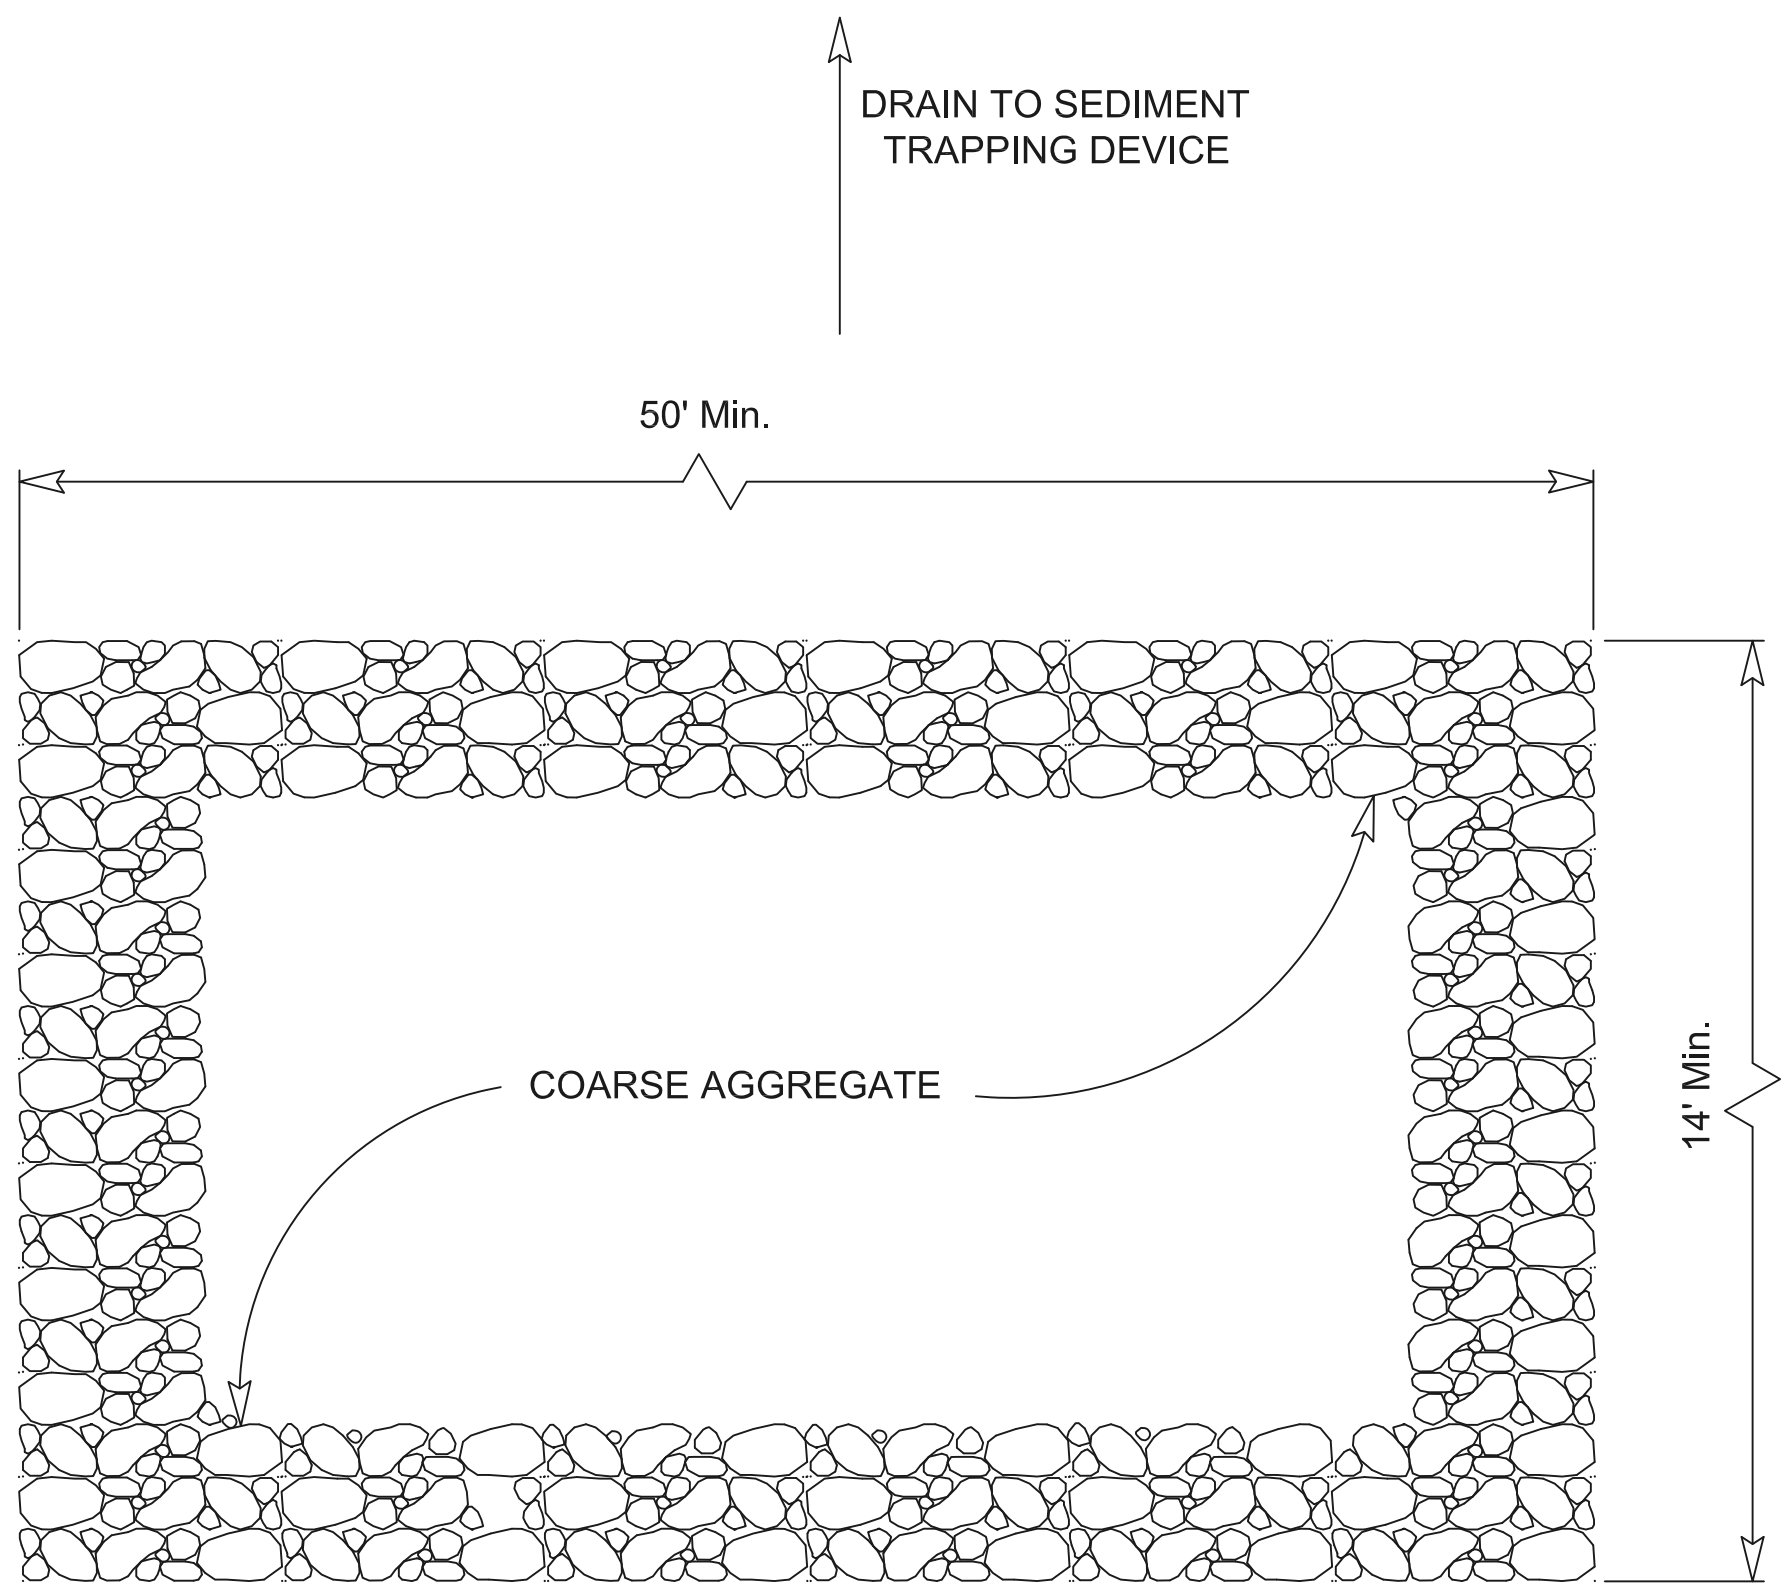 DRAIN TO SEDIMENT
TRAPPING DEVICE
50' Min.
COARSE AGGREGATE
14' Min.